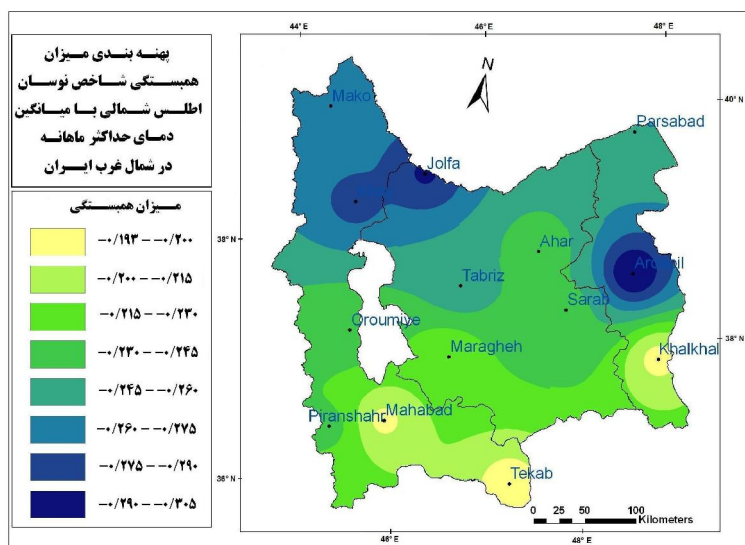 پهنه بندی میزان
همبستگی شاخص نوسان
اطلس شمالی با میانگین
دمای حداکثر ماهانه
در شمال غرب ایران
میزان همبستگی
-۰/۱۹۳ – -۰/۲۰۰
-۰/۲۰۰ – -۰/۲۱۵
-۰/۲۱۵ – -۰/۲۳۰
-۰/۲۳۰ – -۰/۲۴۵
-۰/۲۴۵ – -۰/۲۶۰
-۰/۲۶۰ – -۰/۲۷۵
-۰/۲۷۵ – -۰/۲۹۰
-۰/۲۹۰ – -۰/۳۰۵
44° E 46° E 48° E
N
40° N
Mako
Parsabad
Jolfa
38° N
Ahar
Ardebil
Tabriz
Sarab
Oroumiye
38° N
Maragheh
Khalkhal
Piranshahr
Mahabad
36° N
Tekab
36° N
0 25 50 100
Kilometers
46° E 48° E